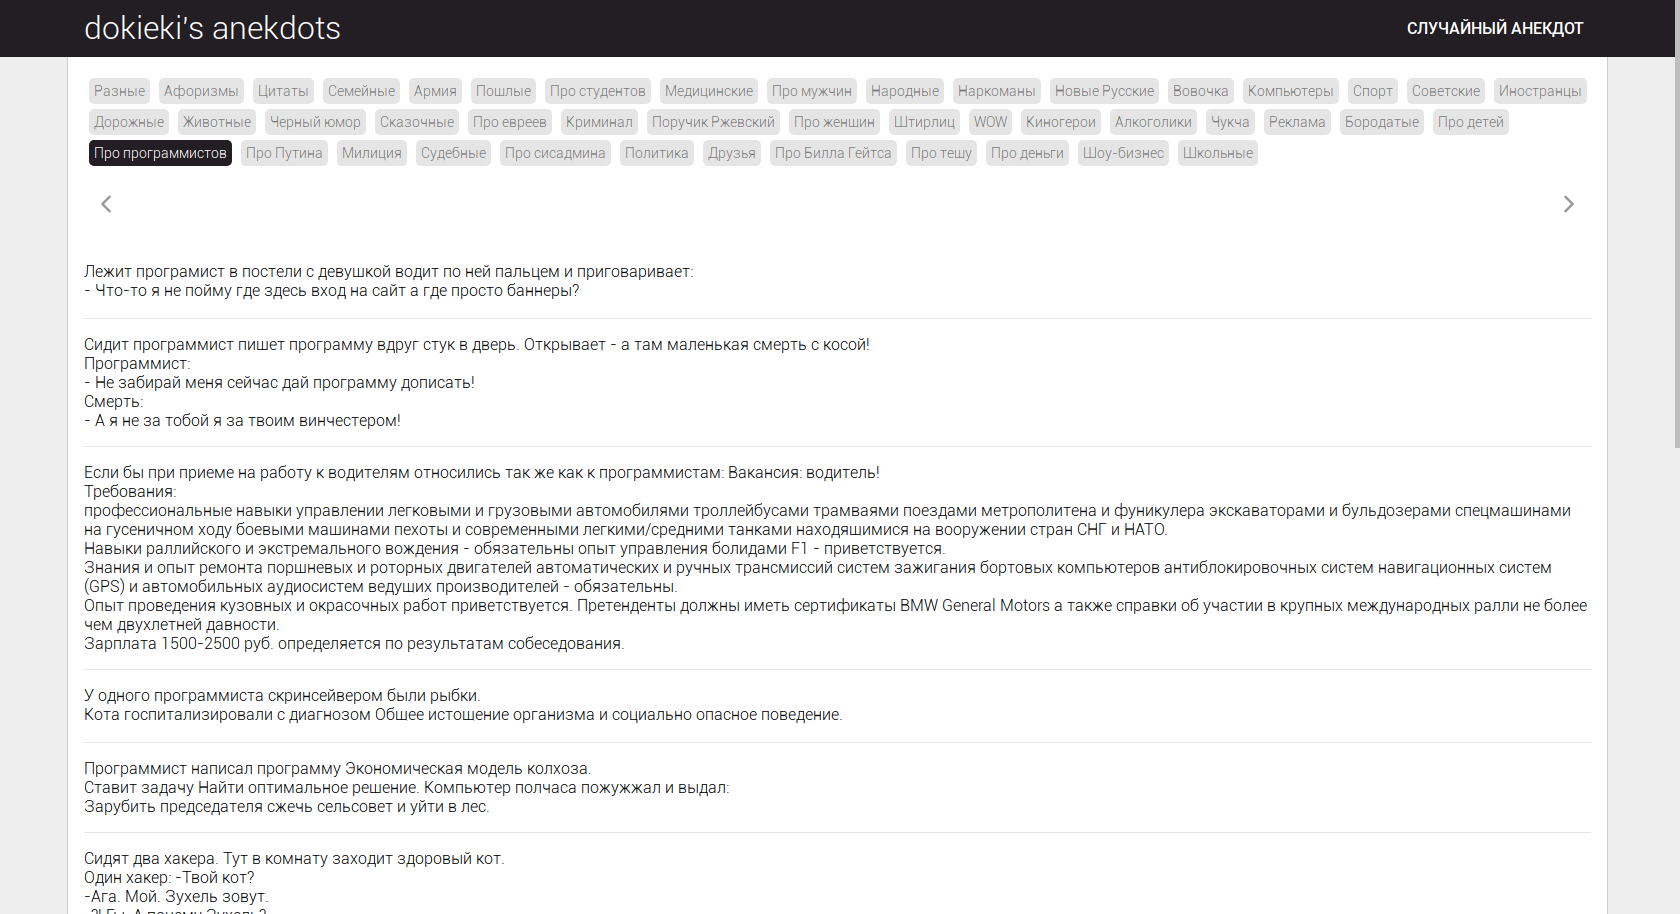 dokieki's anekdots
СЛУЧАЙНЫЙ АНЕКДОТ
Разные Афоризмы Цитаты Семейные Армия Пошлые Про студентов Медицинские Про мужчин Народные Наркоманы Новые Русские Вовочка Компьютеры Спорт Советские Иностранцы
Дорожные Животные Черный юмор Сказочные Про евреев Криминал Поручик Ржевский Про женщин Штирлиц WOW Киногерои Алкоголики Чукча Реклама Бородатые Про детей
Про программистов Про Путина Милиция Судебные Про сисадмина Политика Друзья Про Билла Гейтса Про тещу Про деньги Шоу-бизнес Школьные
Лежит програмист в постели с девушкой водит по ней пальцем и приговаривает:
- Что-то я не пойму где здесь вход на сайт а где просто баннеры?
Сидит программист пишет программу вдруг стук в дверь. Открывает - а там маленькая смерть с косой!
Программист:
- Не забирай меня сейчас дай программу дописать!
Смерть:
- А я не за тобой я за твоим винчестером!
Если бы при приеме на работу к водителям относились так же как к программистам: Вакансия: водитель!
Требования:
профессиональные навыки управлении легковыми и грузовыми автомобилями троллейбусами трамваями поездами метрополитена и фуникулера экскаваторами и бульдозерами спецмашинами
на гусеничном ходу боевыми машинами пехоты и современными легкими/средними танками находящимися на вооружении стран СНГ и НАТО.
Навыки раллийского и экстремального вождения - обязательны опыт управления болидами F1 - приветствуется.
Знания и опыт ремонта поршневых и роторных двигателей автоматических и ручных трансмиссий систем зажигания бортовых компьютеров антиблокировочных систем навигационных систем
(GPS) и автомобильных аудиосистем ведущих производителей - обязательны.
Опыт проведения кузовных и окрасочных работ приветствуется. Претенденты должны иметь сертификаты BMW General Motors а также справки об участии в крупных международных ралли не более
чем двухлетней давности.
Зарплата 1500-2500 руб. определяется по результатам собеседования.
У одного программиста скринсейвером были рыбки.
Кота госпитализировали с диагнозом Общее истощение организма и социально опасное поведение.
Программист написал программу Экономическая модель колхоза.
Ставит задачу Найти оптимальное решение. Компьютер полчаса пожужжал и выдал:
Зарубить председателя сжечь сельсовет и уйти в лес.
Сидят два хакера. Тут в комнату заходит здоровый кот.
Один хакер: -Твой кот?
-Ага. Мой. Зухель зовут.
А почему Зухель?